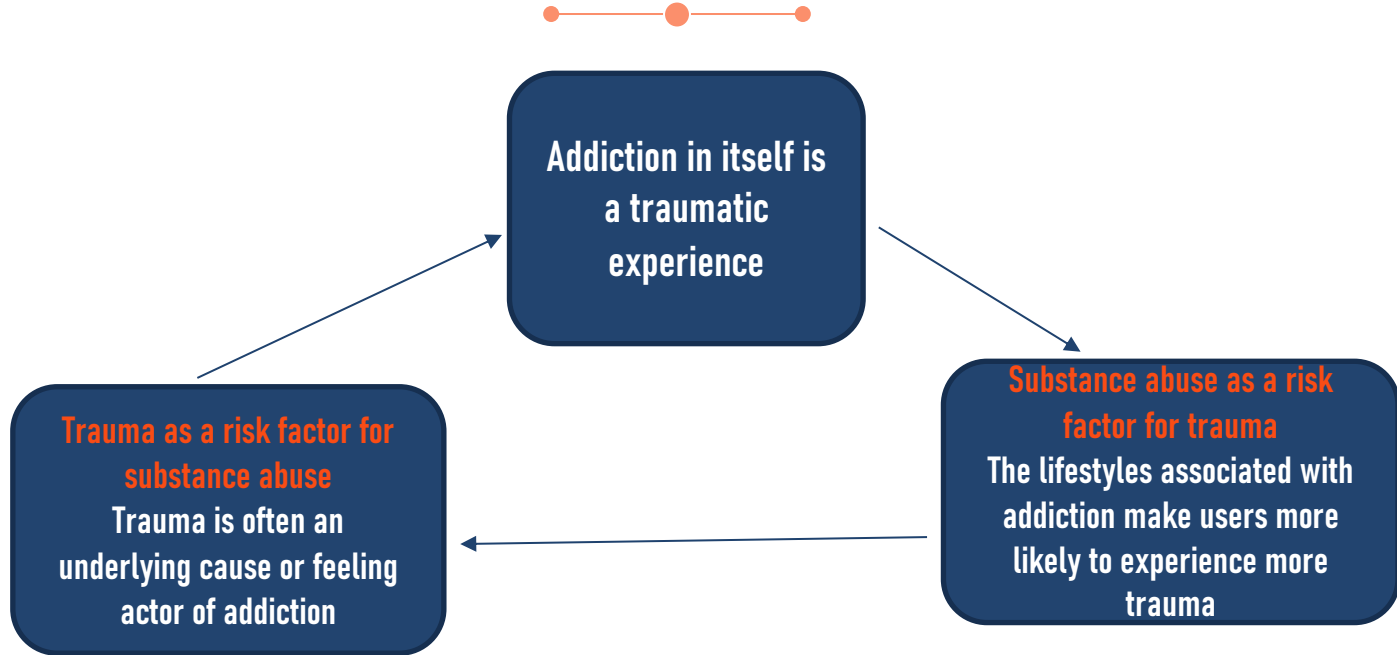 Addiction in itself is
a traumatic
experience
Substance abuse as a risk
factor for trauma
The lifestyles associated with
addiction make users more
likely to experience more
trauma
Trauma as a risk factor for
substance abuse
Trauma is often an
underlying cause or feeling
actor of addiction